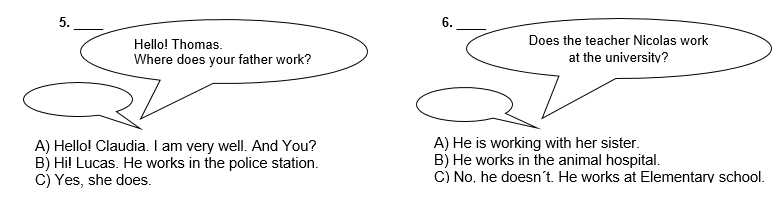 5. ____
Hello! Thomas.
Where does your father work?
A) Hello! Claudia. I am very well. And You?
B) Hi! Lucas. He works in the police station.
C) Yes, she does.
6. ____
Does the teacher Nicolas work
at the university?
A) He is working with her sister.
B) He works in the animal hospital.
C) No, he doesn´t. He works at Elementary school.